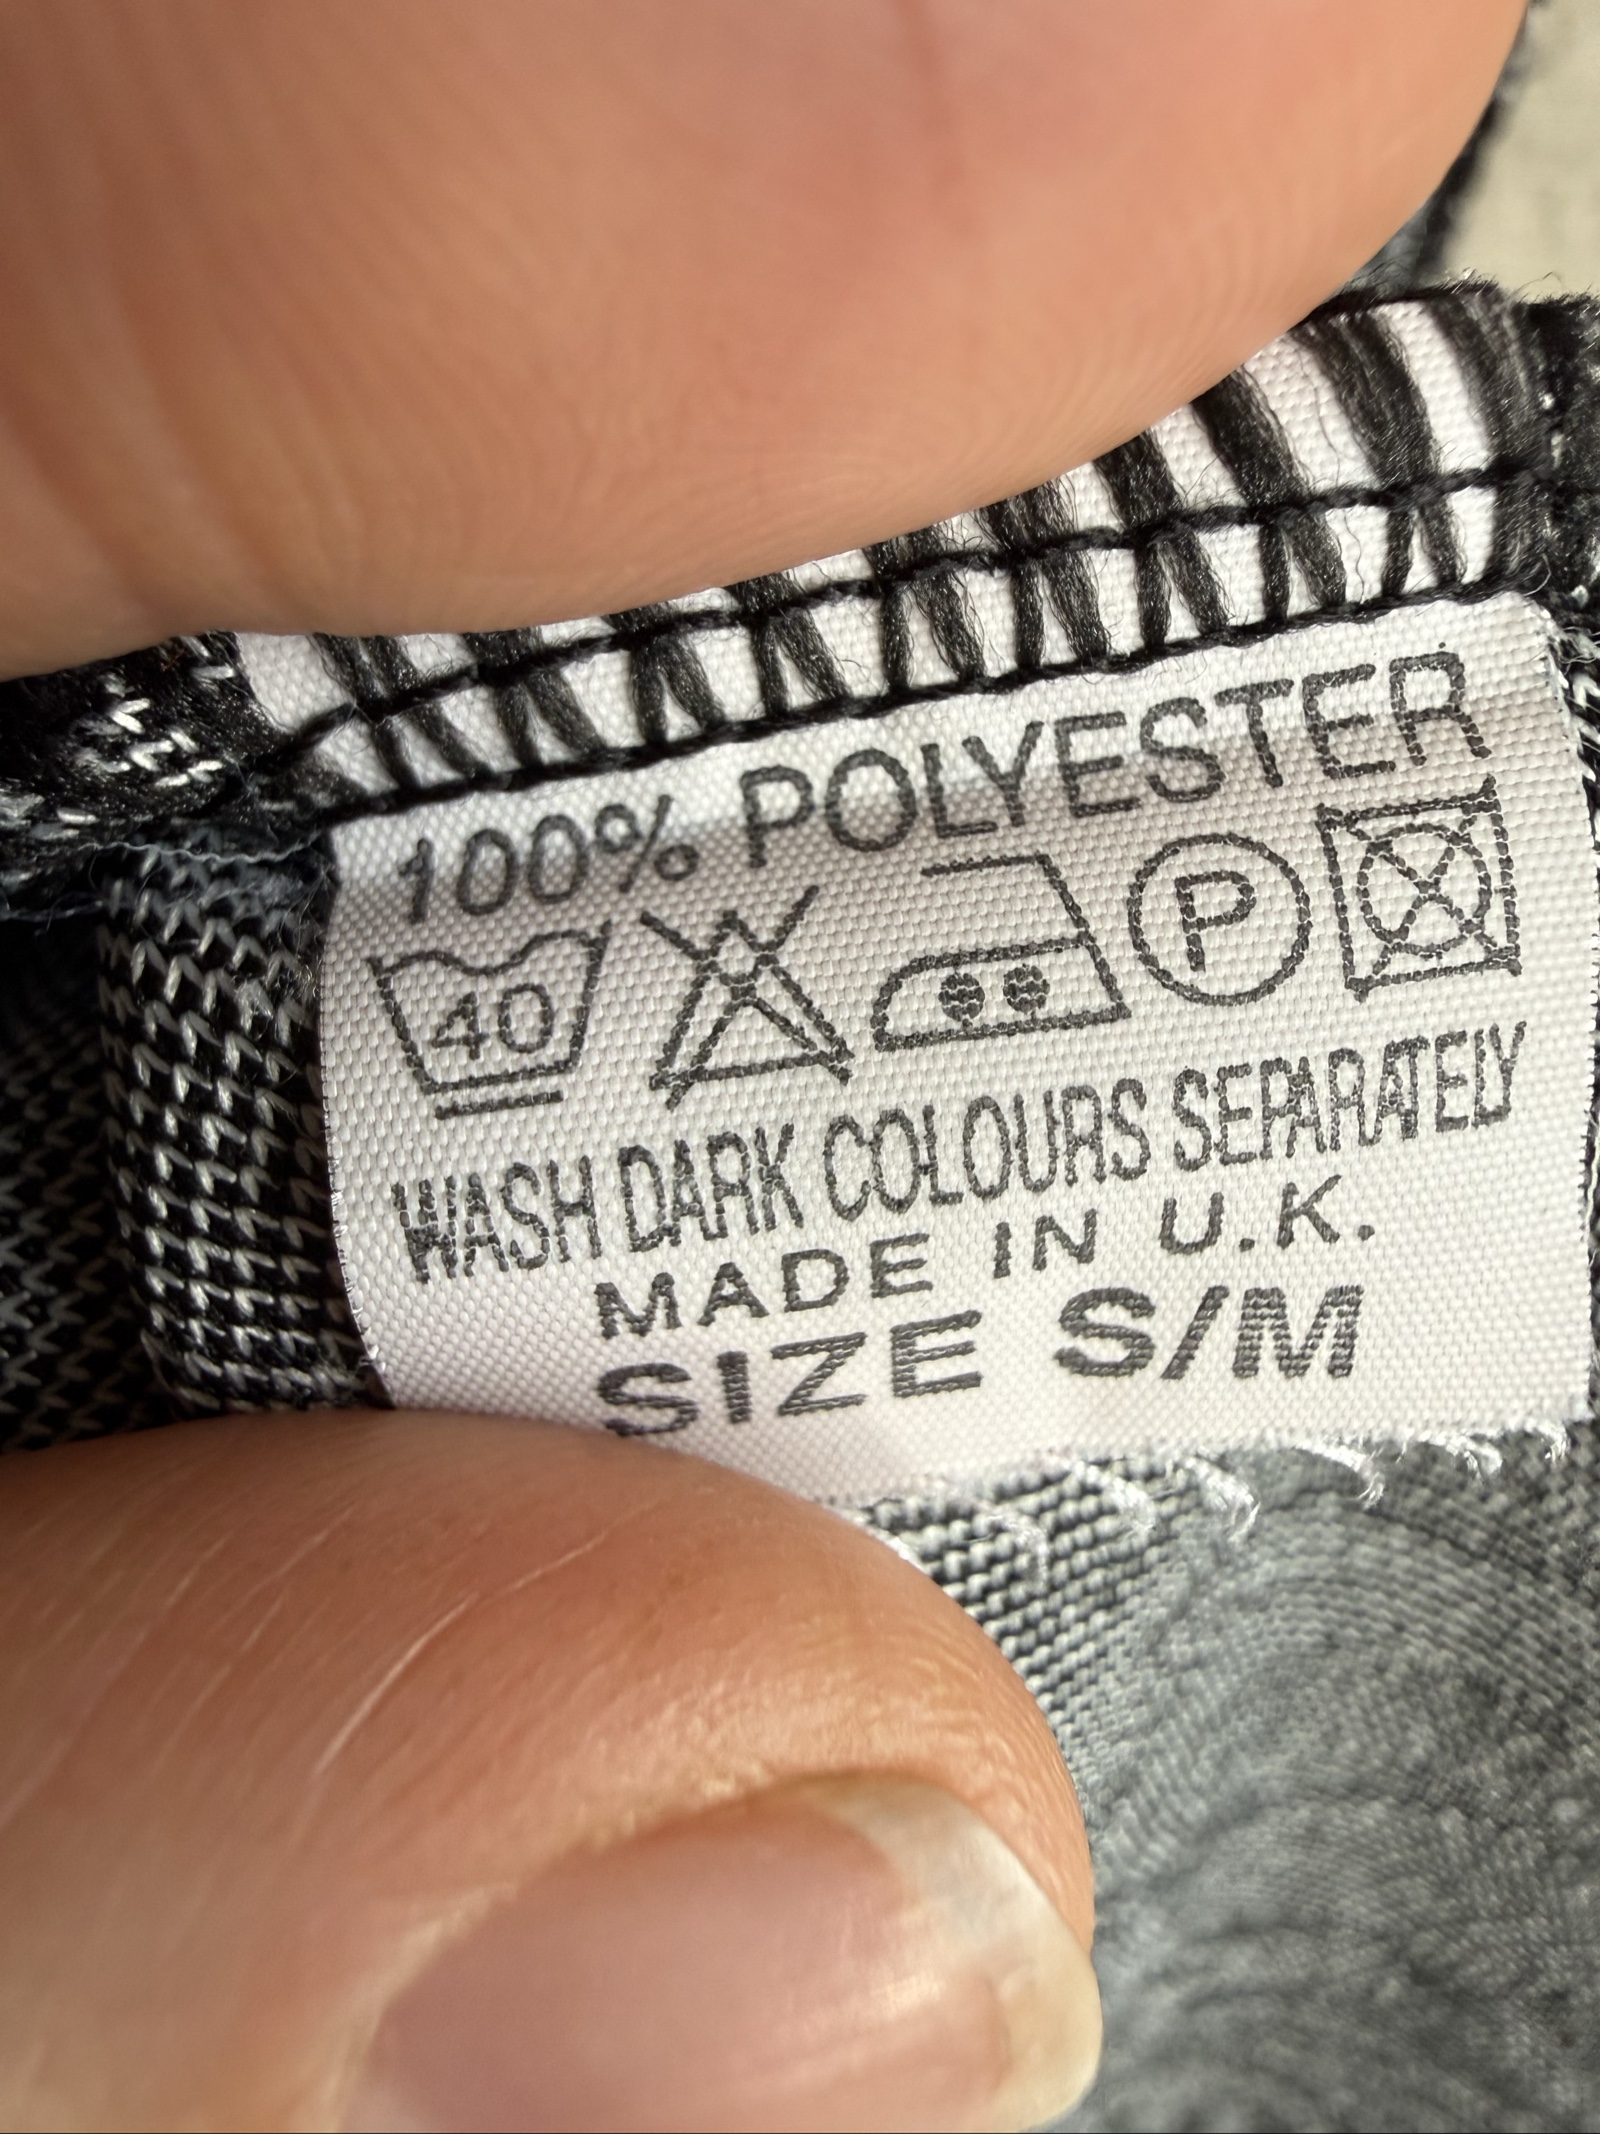 100% POLYESTER
40 P
WASH DARK COLOURS SEPARATELY
MADE IN U.K.
SIZE S/M